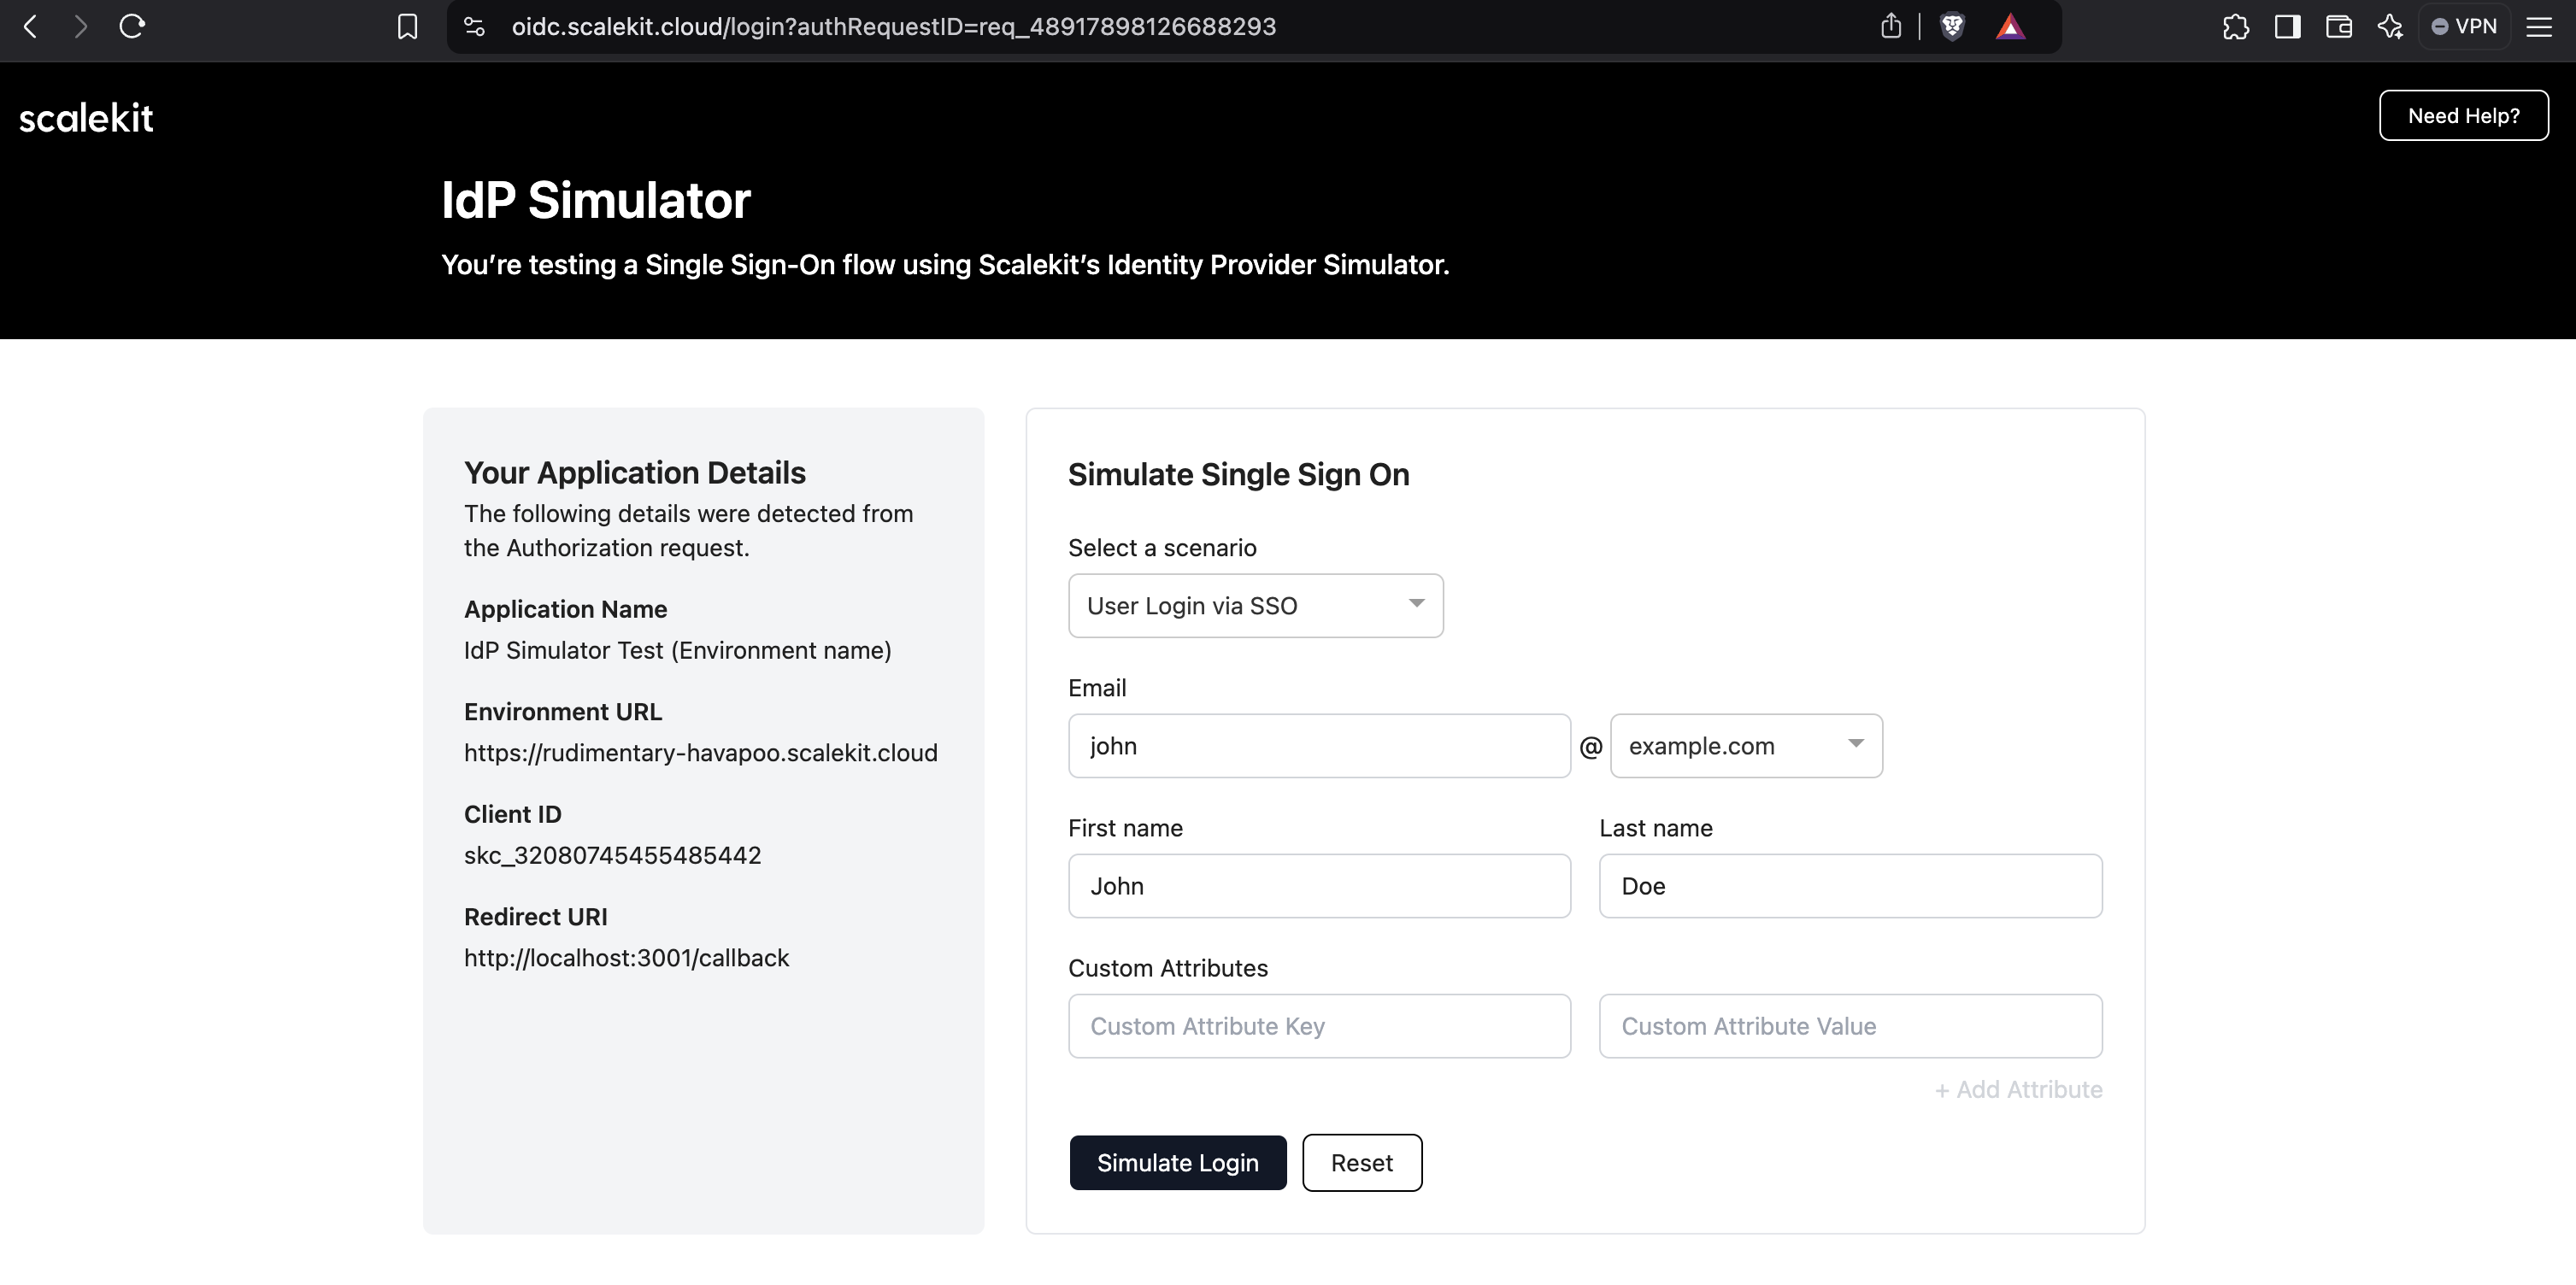 oidc.scalekit.cloud/login?authRequestID=req_48917898126688293
VPN
scalekit
Need Help?
IdP Simulator
You’re testing a Single Sign-On flow using Scalekit’s Identity Provider Simulator.
Your Application Details
The following details were detected from
the Authorization request.
Application Name
IdP Simulator Test (Environment name)
Environment URL
https://rudimentary-havapoo.scalekit.cloud
Client ID
skc_32080745455485442
Redirect URI
http://localhost:3001/callback
Simulate Single Sign On
Select a scenario
User Login via SSO
Email
john @ example.com
First name Last name
John Doe
Custom Attributes
Custom Attribute Key Custom Attribute Value
+ Add Attribute
Simulate Login Reset